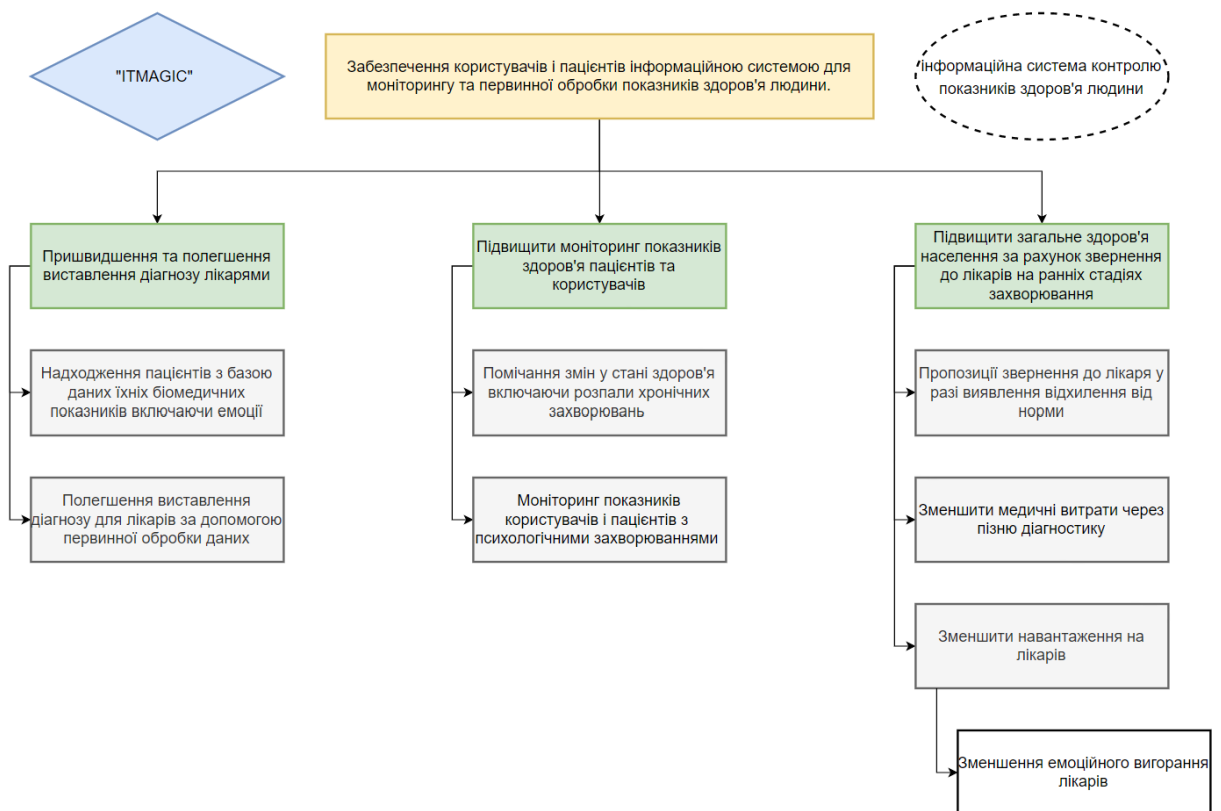 "ITMAGIC"
Забезпечення користувачів і пацієнтів інформаційною системою для
моніторингу та первинної обробки показників здоров'я людини.
інформаційна система контролю
показників здоров'я людини
Пришвидшення та полегшення
виставлення діагнозу лікарями
Надходження пацієнтів з базою
даних їхніх біомедичних
показників включаючи емоції
Полегшення виставлення
діагнозу для лікарів за допомогою
первинної обробки даних
Підвищити моніторинг показників
здоров'я пацієнтів та
користувачів
Помічання змін у стані здоров'я
включаючи розпали хронічних
захворювань
Моніторинг показників
користувачів і пацієнтів з
психологічними захворюваннями
Підвищити загальне здоров'я
населення за рахунок звернення
до лікарів на ранніх стадіях
захворювання
Пропозиції звернення до лікаря у
разі виявлення відхилення від
норми
Зменшити медичні витрати через
пізню діагностику
Зменшити навантаження на
лікарів
Зменшення емоційного вигорання
лікарів